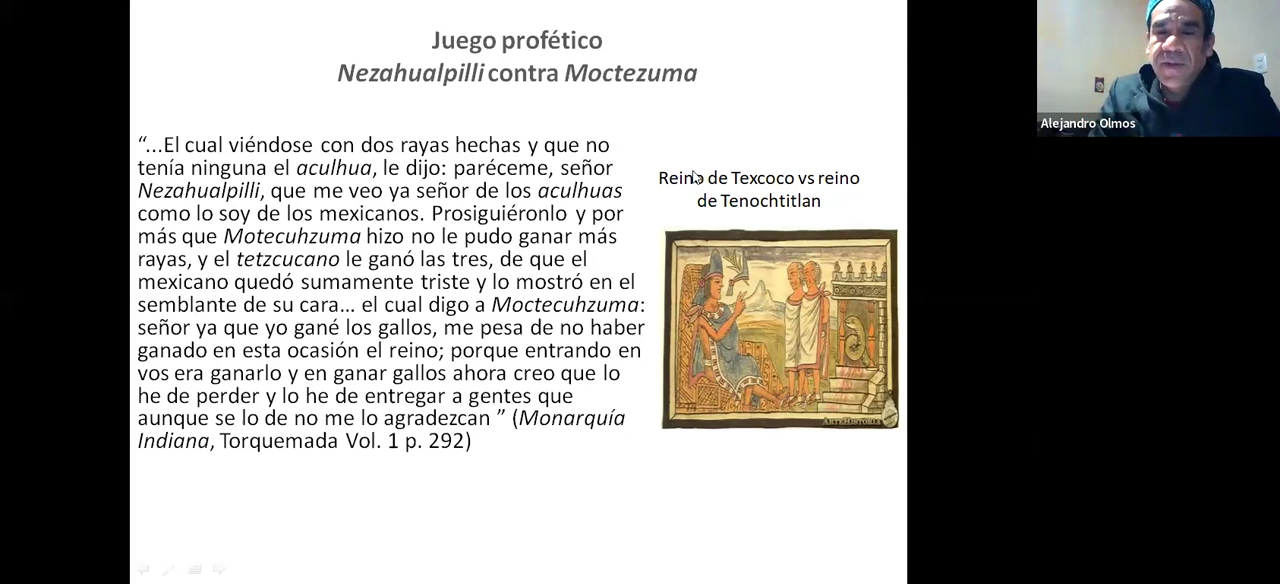 Juego profético
Nezahualpilli contra Moctezuma
“...El cual viéndose con dos rayas hechas y que no
tenía ninguna el aculhua, le dijo: paréceme, señor
Nezahualpilli, que me veo ya señor de los aculhuas
como lo soy de los mexicanos. Prosiguiéronlo y por
más que Motecuhzuma hizo no le pudo ganar más
rayas, y el tetzcucano le ganó las tres, de que el
mexicano quedó sumamente triste y lo mostró en el
semblante de su cara... el cual digo a Moctecuhzuma:
señor ya que yo gané los gallos, me pesa de no haber
ganado en esta ocasión el reino; porque entrando en
vos era ganarlo y en ganar gallos ahora creo que lo
he de perder y lo he de entregar a gentes que
aunque se lo de no me lo agradezcan ” (Monarquía
Indiana, Torquemada Vol. 1 p. 292)
Reino de Texcoco vs reino
de Tenochtitlan
ARTEHISTORIA
Alejandro Olmos